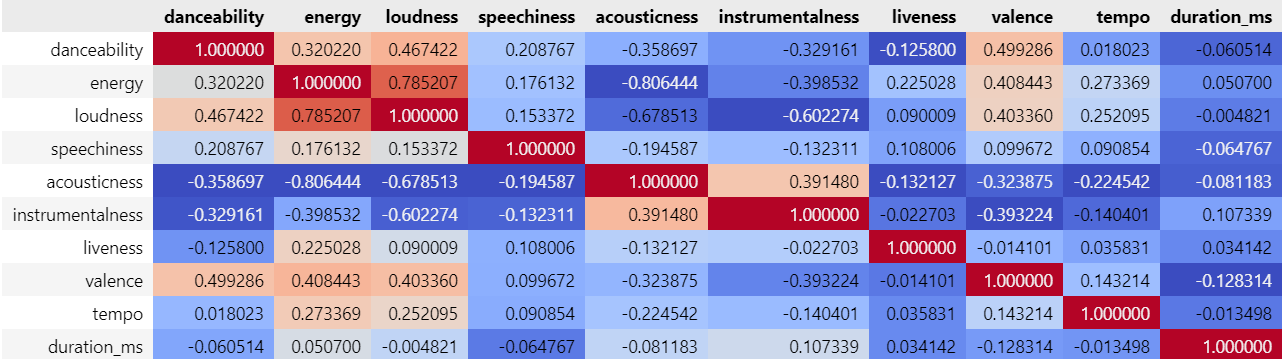 danceability energy loudness speechiness acousticness instrumentalness liveness valence tempo duration_ms
danceability 1.000000 0.320220 0.467422 0.208767 -0.358697 -0.329161 -0.125800 0.499286 0.018023 -0.060514
energy 0.320220 1.000000 0.785207 0.176132 -0.806444 -0.398532 0.225028 0.408443 0.273369 0.050700
loudness 0.467422 0.785207 1.000000 0.153372 -0.678513 -0.602274 0.090009 0.403360 0.252095 -0.004821
speechiness 0.208767 0.176132 0.153372 1.000000 -0.194587 -0.132311 0.108006 0.099672 0.090854 -0.064767
acousticness -0.358697 -0.806444 -0.678513 -0.194587 1.000000 0.391480 -0.132127 -0.323875 -0.224542 -0.081183
instrumentalness -0.329161 -0.398532 -0.602274 -0.132311 0.391480 1.000000 -0.022703 -0.393224 -0.140401 0.107339
liveness -0.125800 0.225028 0.090009 0.108006 -0.132127 -0.022703 1.000000 -0.014101 0.035831 0.034142
valence 0.499286 0.408443 0.403360 0.099672 -0.323875 -0.393224 -0.014101 1.000000 0.143214 -0.128314
tempo 0.018023 0.273369 0.252095 0.090854 -0.224542 -0.140401 0.035831 0.143214 1.000000 -0.013498
duration_ms -0.060514 0.050700 -0.004821 -0.064767 -0.081183 0.107339 0.034142 -0.128314 -0.013498 1.000000